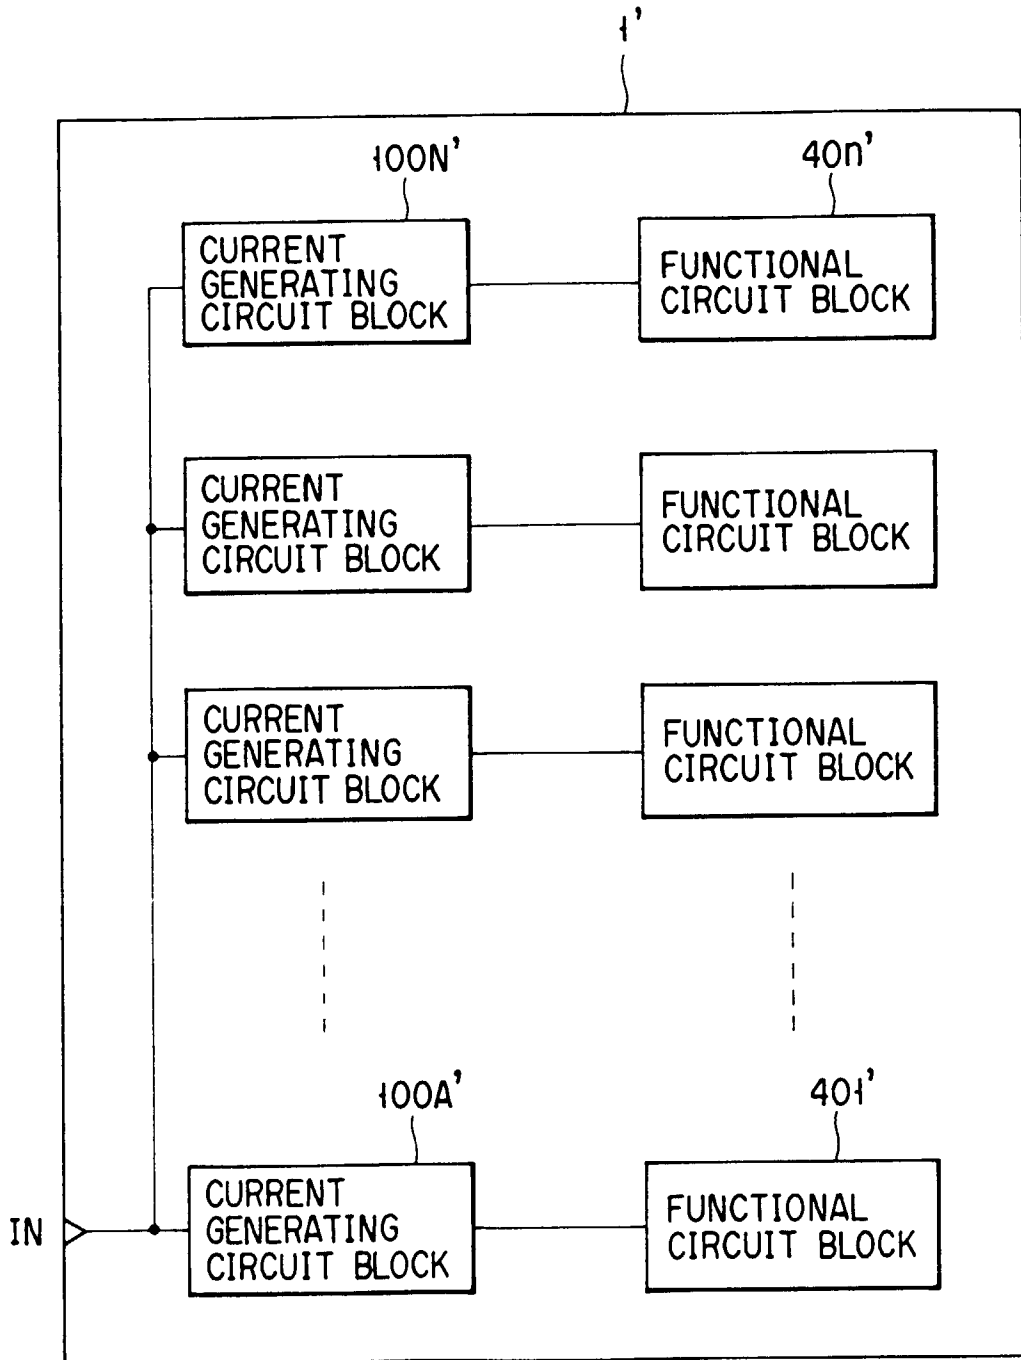 1'
100N'
40n'
CURRENT
GENERATING
CIRCUIT BLOCK
FUNCTIONAL
CIRCUIT BLOCK
CURRENT
GENERATING
CIRCUIT BLOCK
FUNCTIONAL
CIRCUIT BLOCK
CURRENT
GENERATING
CIRCUIT BLOCK
FUNCTIONAL
CIRCUIT BLOCK
100A'
401'
IN
CURRENT
GENERATING
CIRCUIT BLOCK
FUNCTIONAL
CIRCUIT BLOCK